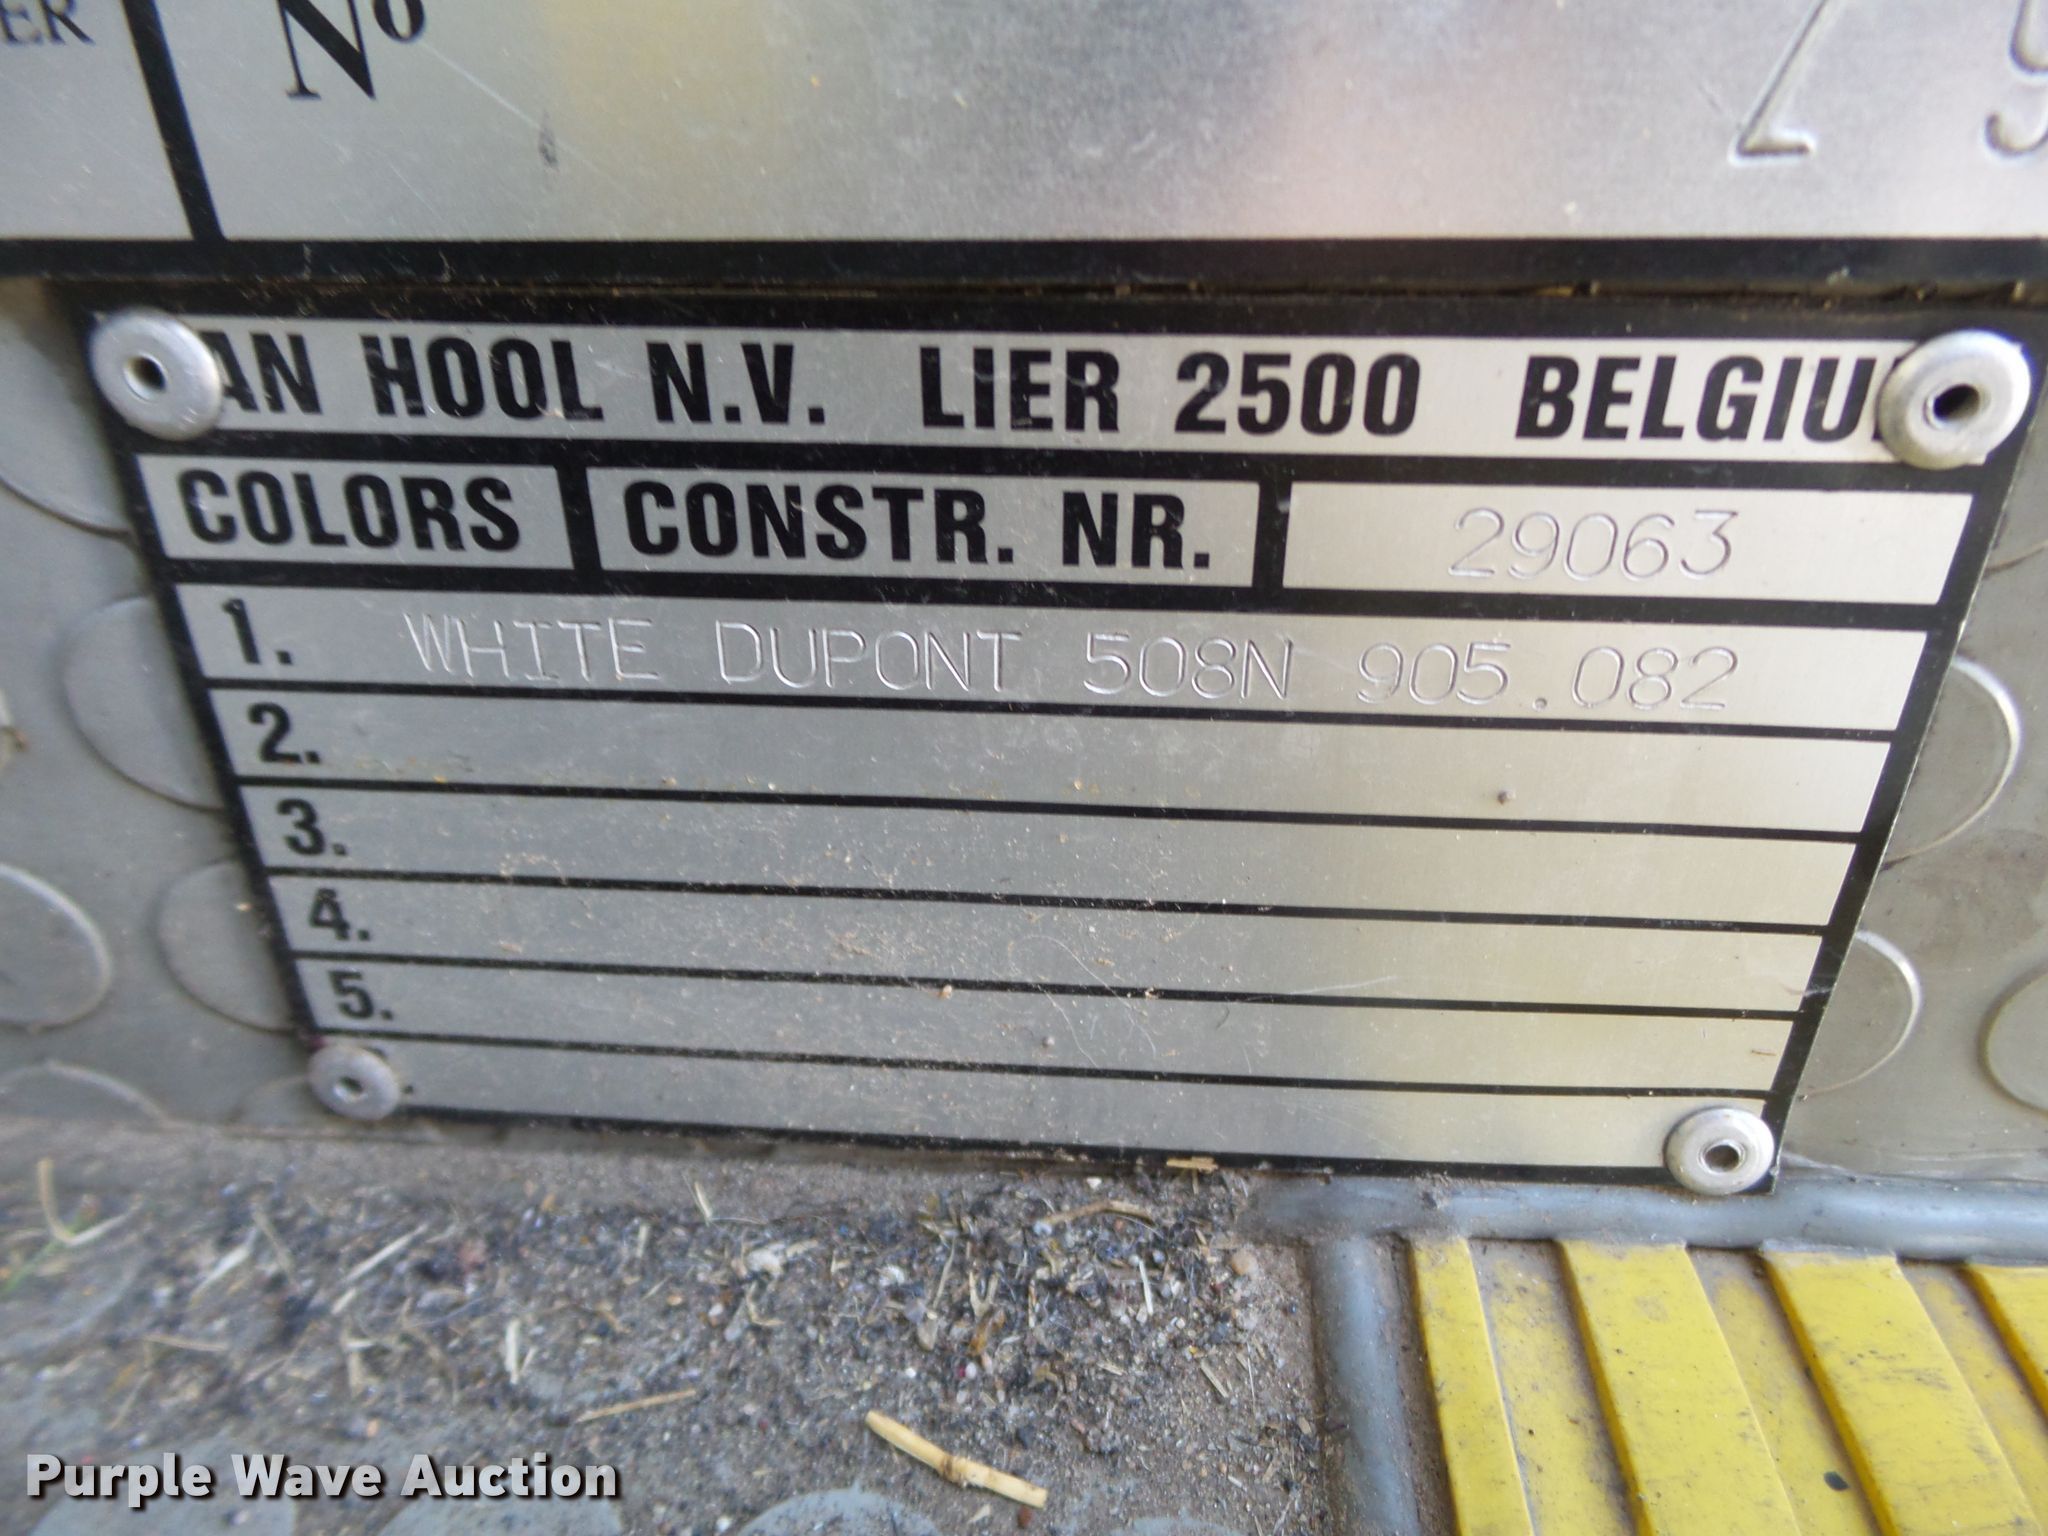 ER Nº 29
AN HOOL N.V. LIER 2500 BELGIU
COLORS CONSTR. NR. 29063
1. WHITE DUPONT 508N 905.082
2.
3.
4.
5.
Purple Wave Auction